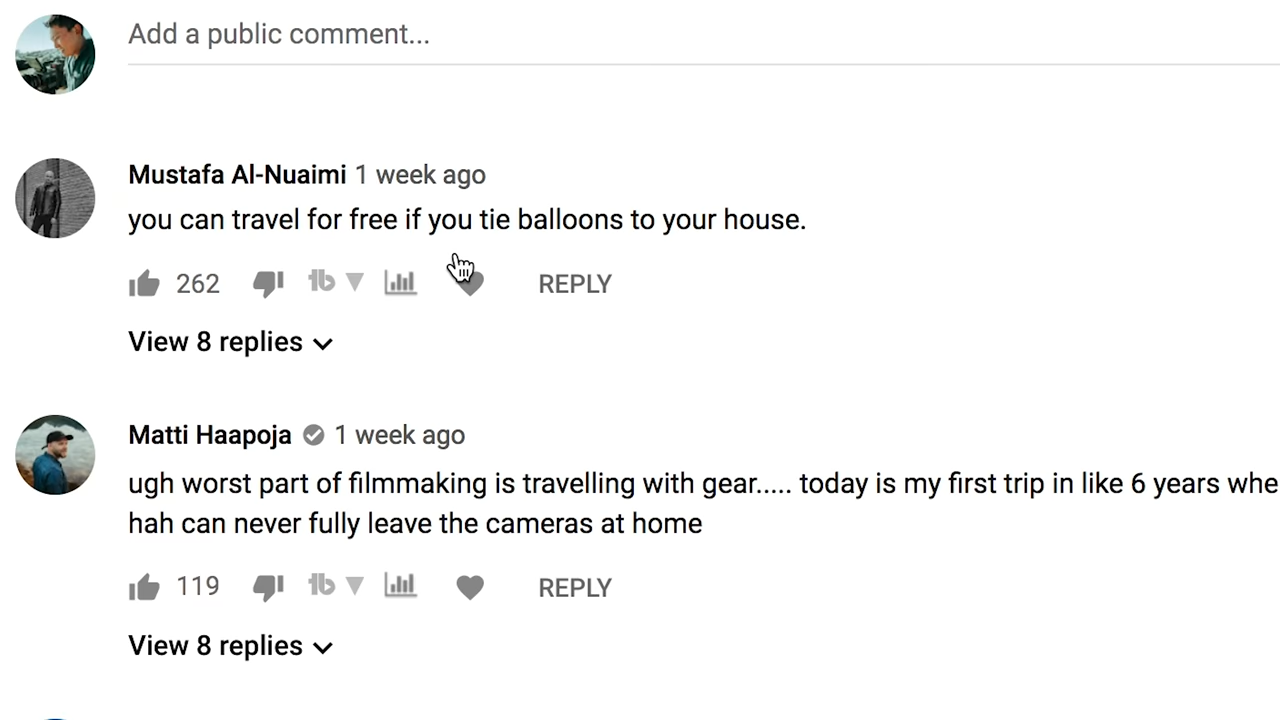 Add a public comment...
Mustafa Al-Nuaimi 1 week ago
you can travel for free if you tie balloons to your house.
262 REPLY
View 8 replies
Matti Haapoja 1 week ago
ugh worst part of filmmaking is travelling with gear..... today is my first trip in like 6 years whe
hah can never fully leave the cameras at home
119 REPLY
View 8 replies